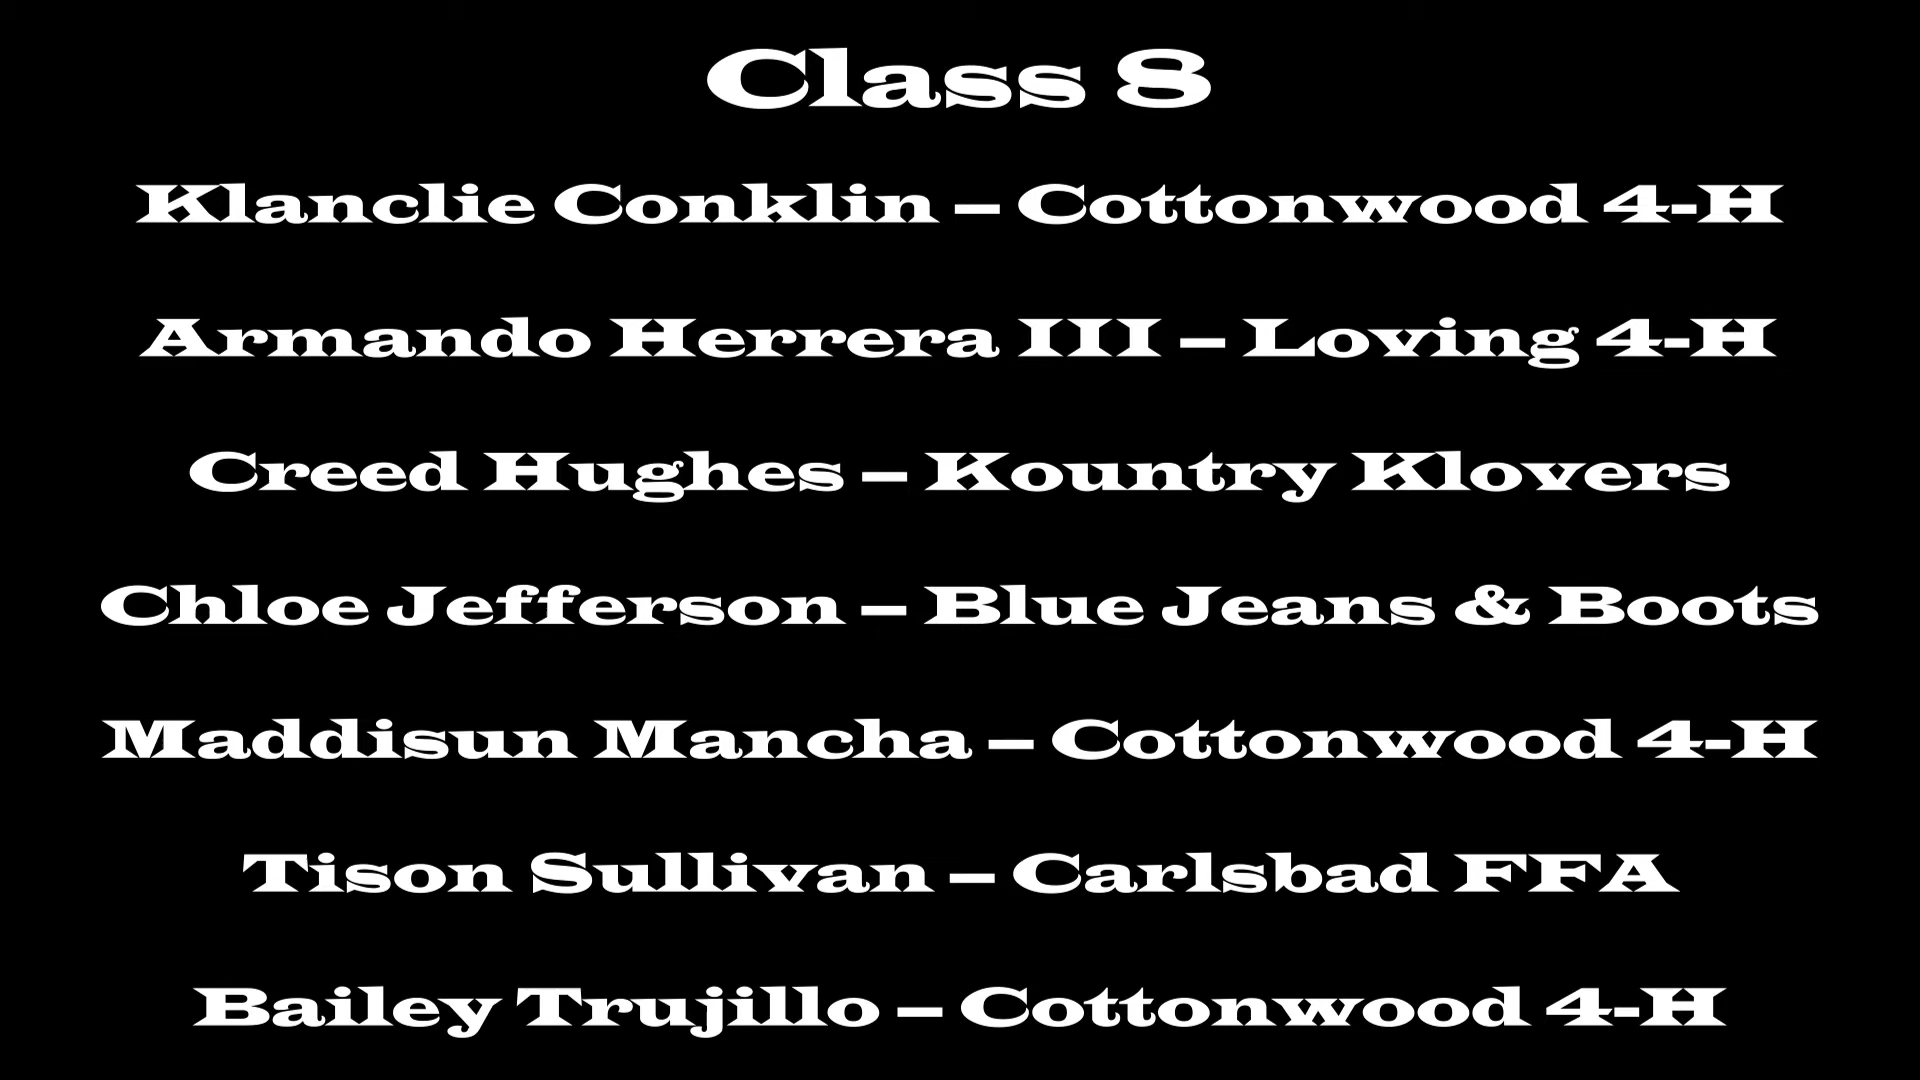 Class 8
Klanclie Conklin – Cottonwood 4-H
Armando Herrera III – Loving 4-H
Creed Hughes – Kountry Klovers
Chloe Jefferson – Blue Jeans & Boots
Maddisun Mancha – Cottonwood 4-H
Tison Sullivan – Carlsbad FFA
Bailey Trujillo – Cottonwood 4-H